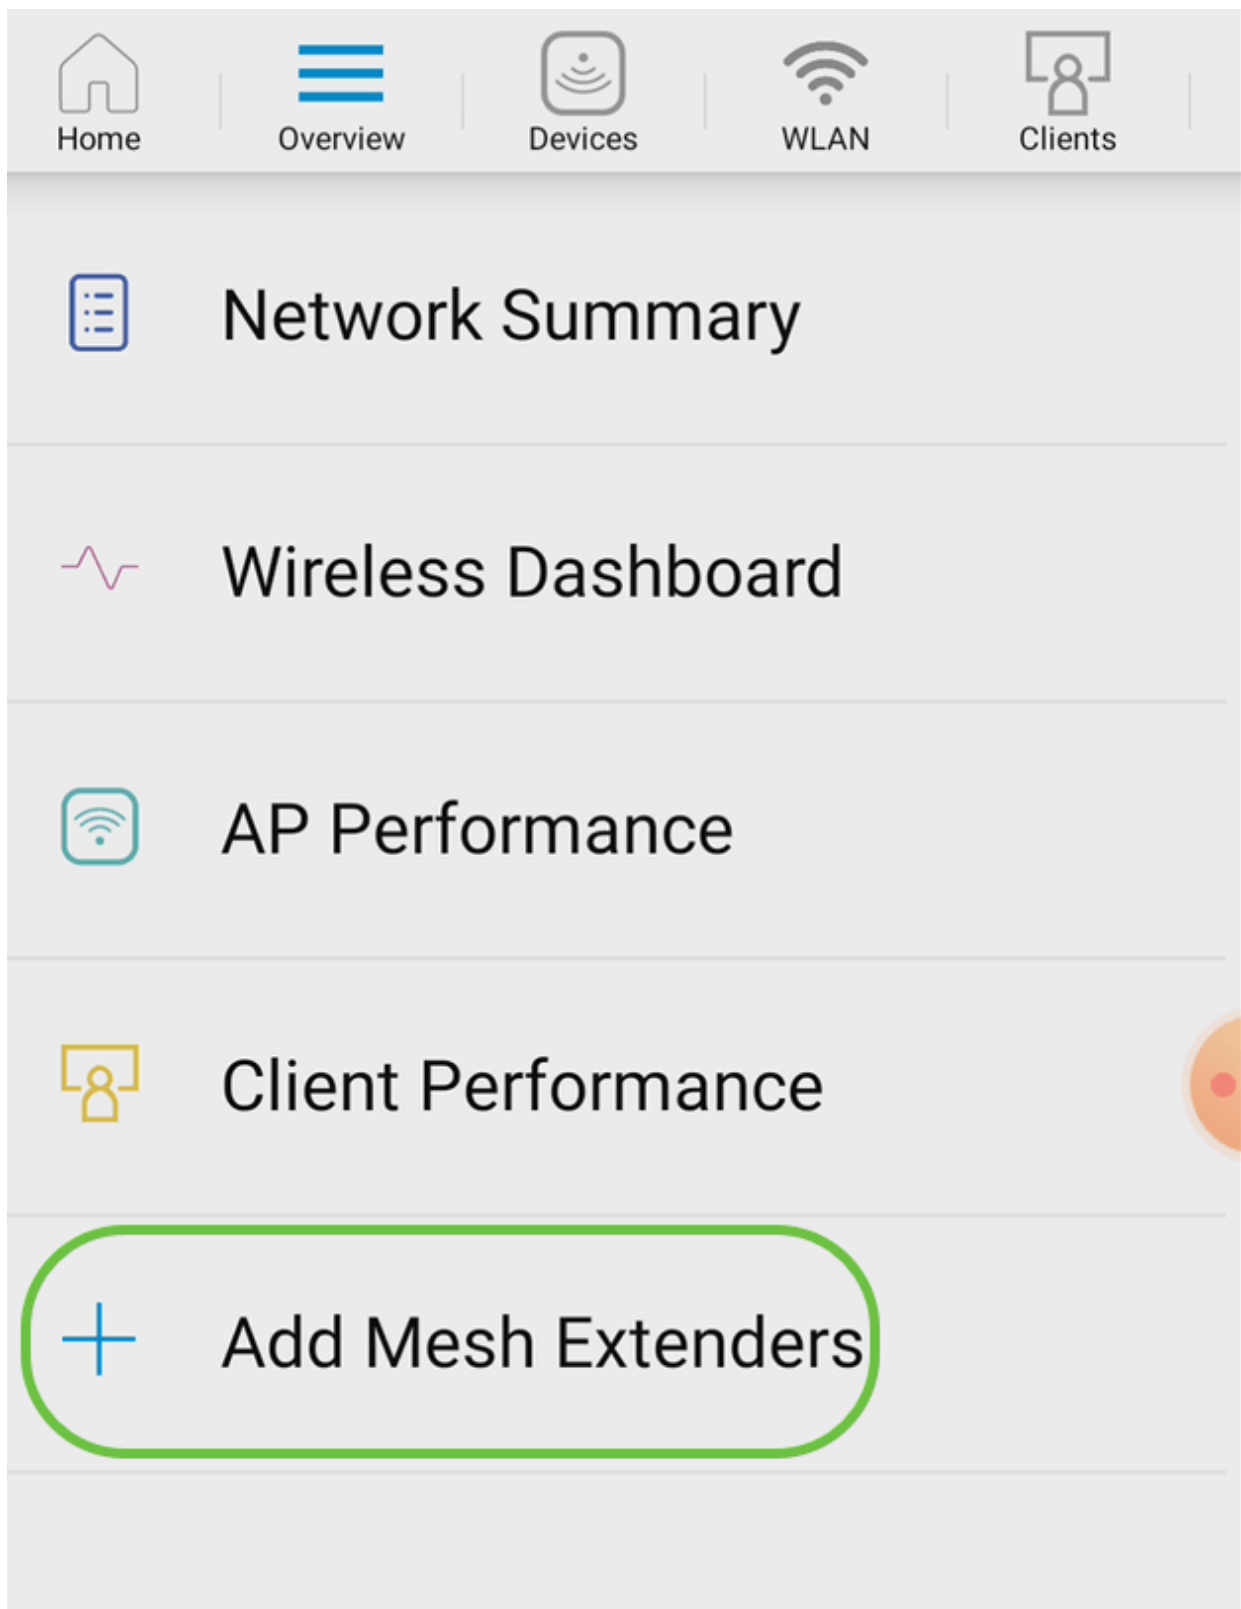 Home
Overview
Devices
WLAN
Clients
Network Summary
Wireless Dashboard
AP Performance
Client Performance
Add Mesh Extenders